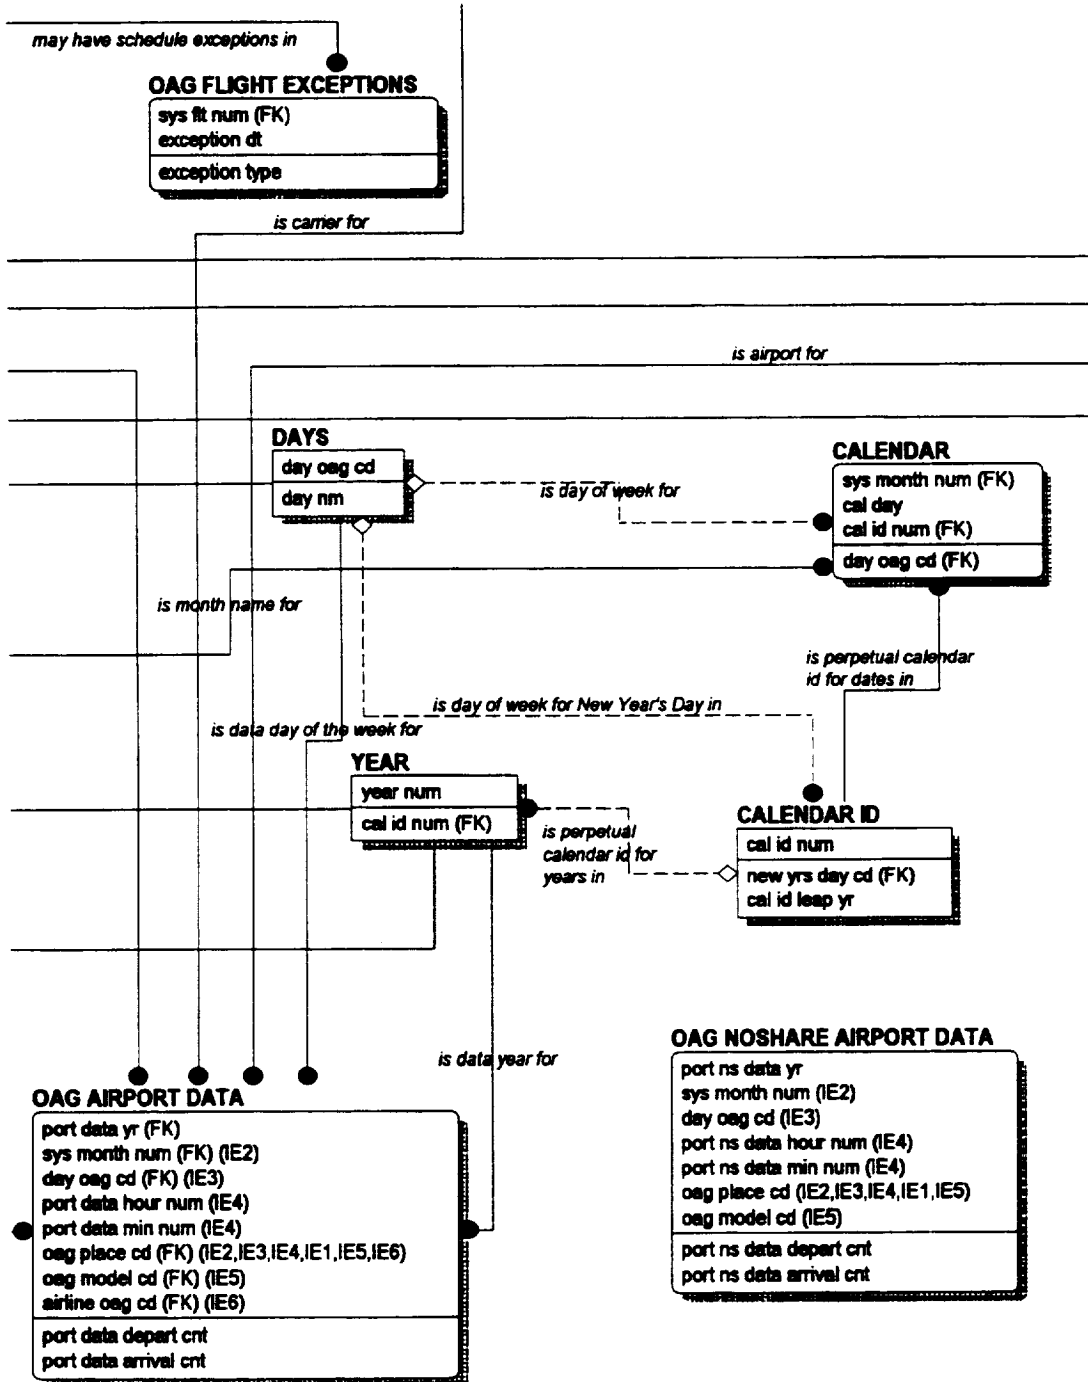 may have schedule exceptions in
OAG FLIGHT EXCEPTIONS
sys flt num (FK)
exception dt
exception type
is carrier for
is airport for
DAYS
day oag cd
day nm
is day of week for
CALENDAR
sys month num (FK)
cal day
cal id num (FK)
day oag cd (FK)
is month name for
is perpetual calendar
id for dates in
is day of week for New Year's Day in
is data day of the week for
YEAR
year num
cal id num (FK)
is perpetual
calendar id for
years in
CALENDAR ID
cal id num
new yrs day cd (FK)
cal id leap yr
is data year for
OAG AIRPORT DATA
port data yr (FK)
sys month num (FK) (IE2)
day oag cd (FK) (IE3)
port data hour num (IE4)
port data min num (IE4)
oag place cd (FK) (IE2,IE3,IE4,IE1,IE5,IE6)
oag model cd (FK) (IE5)
airline oag cd (FK) (IE6)
port data depart cnt
port data arrival cnt
OAG NOSHARE AIRPORT DATA
port ns data yr
sys month num (IE2)
day oag cd (IE3)
port ns data hour num (IE4)
port ns data min num (IE4)
oag place cd (IE2,IE3,IE4,IE1,IE5)
oag model cd (IE5)
port ns data depart cnt
port ns data arrival cnt